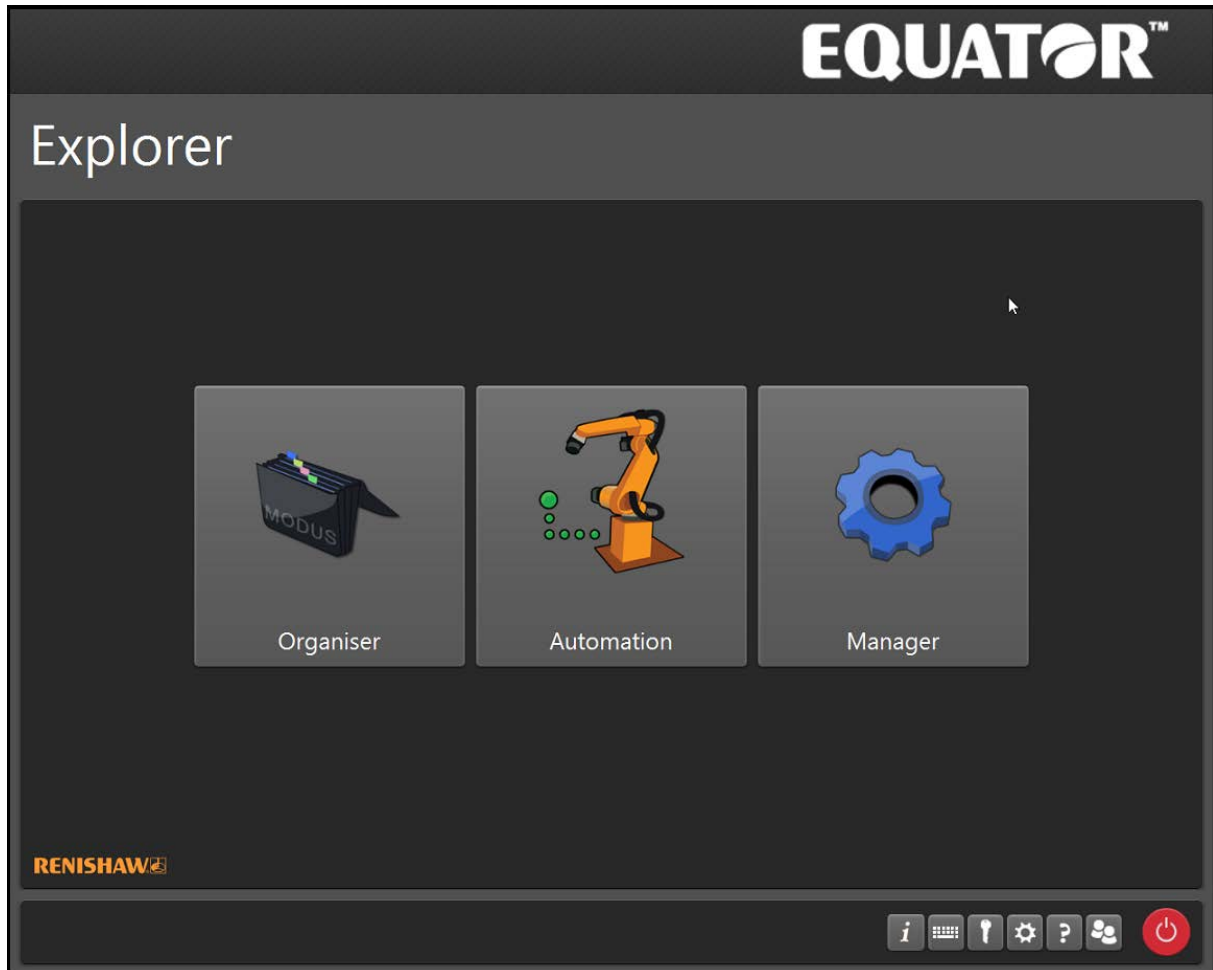 EQUATOR™
Explorer
MODUS
Organiser
Automation
Manager
RENISHAW
i
?